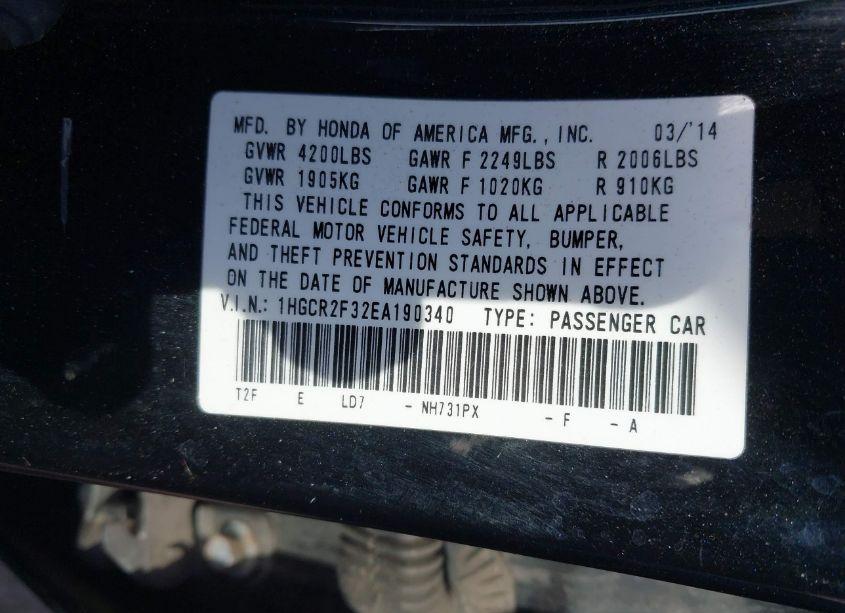 MFD. BY HONDA OF AMERICA MFG., INC. 03/'14
GVWR 4200LBS GAWR F 2249LBS R 2006LBS
GVWR 1905KG GAWR F 1020KG R 910KG
THIS VEHICLE CONFORMS TO ALL APPLICABLE
FEDERAL MOTOR VEHICLE SAFETY, BUMPER,
AND THEFT PREVENTION STANDARDS IN EFFECT
ON THE DATE OF MANUFACTURE SHOWN ABOVE.
V.I.N.: 1HGCR2F32EA190340 TYPE: PASSENGER CAR
T2F E LD7 - NH731PX - F - A